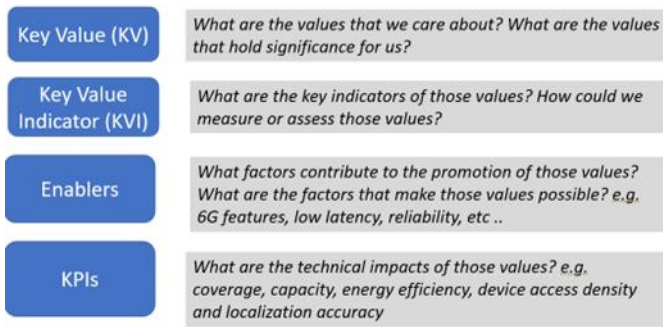 Key Value (KV)
What are the values that we care about? What are the values
that hold significance for us?
Key Value
Indicator (KVI)
What are the key indicators of those values? How could we
measure or assess those values?
Enablers
What factors contribute to the promotion of those values?
What are the factors that make those values possible? e.g.
6G features, low latency, reliability, etc ..
KPIs
What are the technical impacts of those values? e.g.
coverage, capacity, energy efficiency, device access density
and localization accuracy